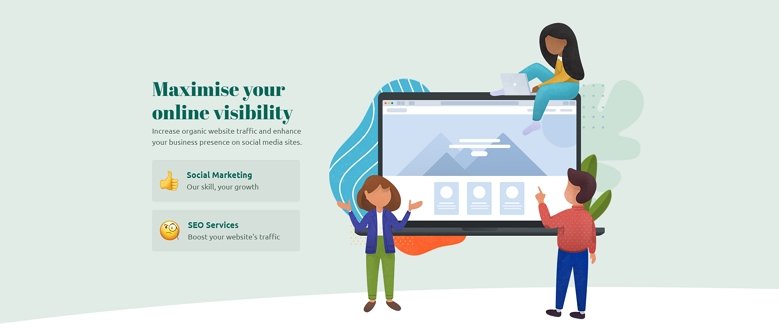 Maximise your
online visibility
Increase organic website traffic and enhance
your business presence on social media sites.
Social Marketing
Our skill, your growth
SEO Services
Boost your website's traffic